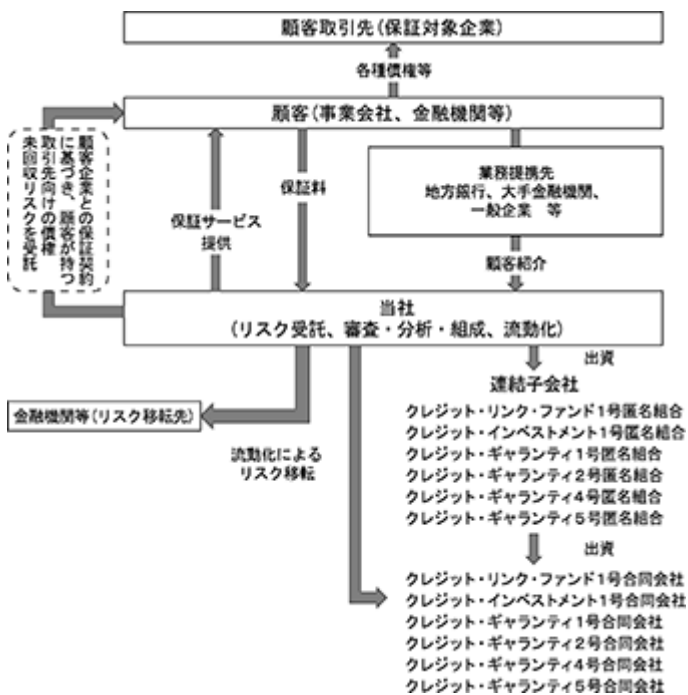 顧客取引先(保証対象企業)
各種債権等
顧客(事業会社、金融機関等)
顧客企業との保証契約
に基づき、顧客が持つ
取引先向けの債権
未回収リスクを受託
保証サービス
提供
保証料
業務提携先
地方銀行、大手金融機関、
一般企業 等
顧客紹介
当社
(リスク受託、審査・分析・組成、流動化)
出資
連結子会社
金融機関等(リスク移転先)
流動化による
リスク移転
クレジット・リンク・ファンド1号匿名組合
クレジット・インベストメント1号匿名組合
クレジット・ギャランティ1号匿名組合
クレジット・ギャランティ2号匿名組合
クレジット・ギャランティ4号匿名組合
クレジット・ギャランティ5号匿名組合
出資
クレジット・リンク・ファンド1号合同会社
クレジット・インベストメント1号合同会社
クレジット・ギャランティ1号合同会社
クレジット・ギャランティ2号合同会社
クレジット・ギャランティ4号合同会社
クレジット・ギャランティ5号合同会社